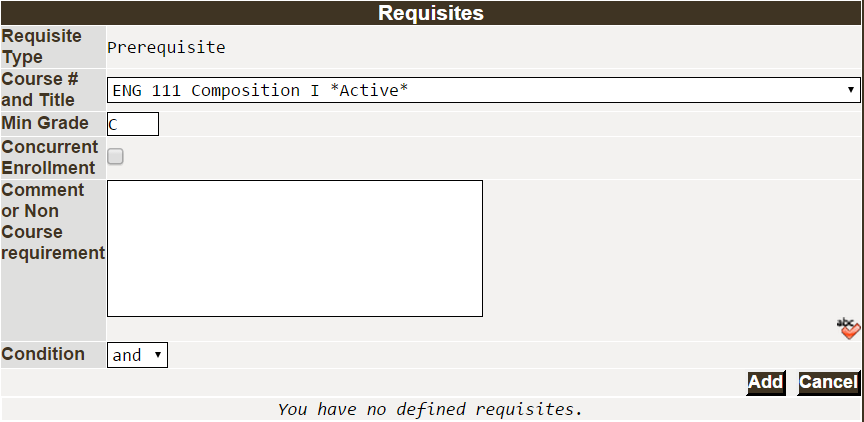 Requisites
Requisite
Type
Prerequisite
Course #
and Title
ENG 111 Composition I *Active*
Min Grade
C
Concurrent
Enrollment
Comment
or Non
Course
requirement
abc
Condition
and
Add Cancel
You have no defined requisites.